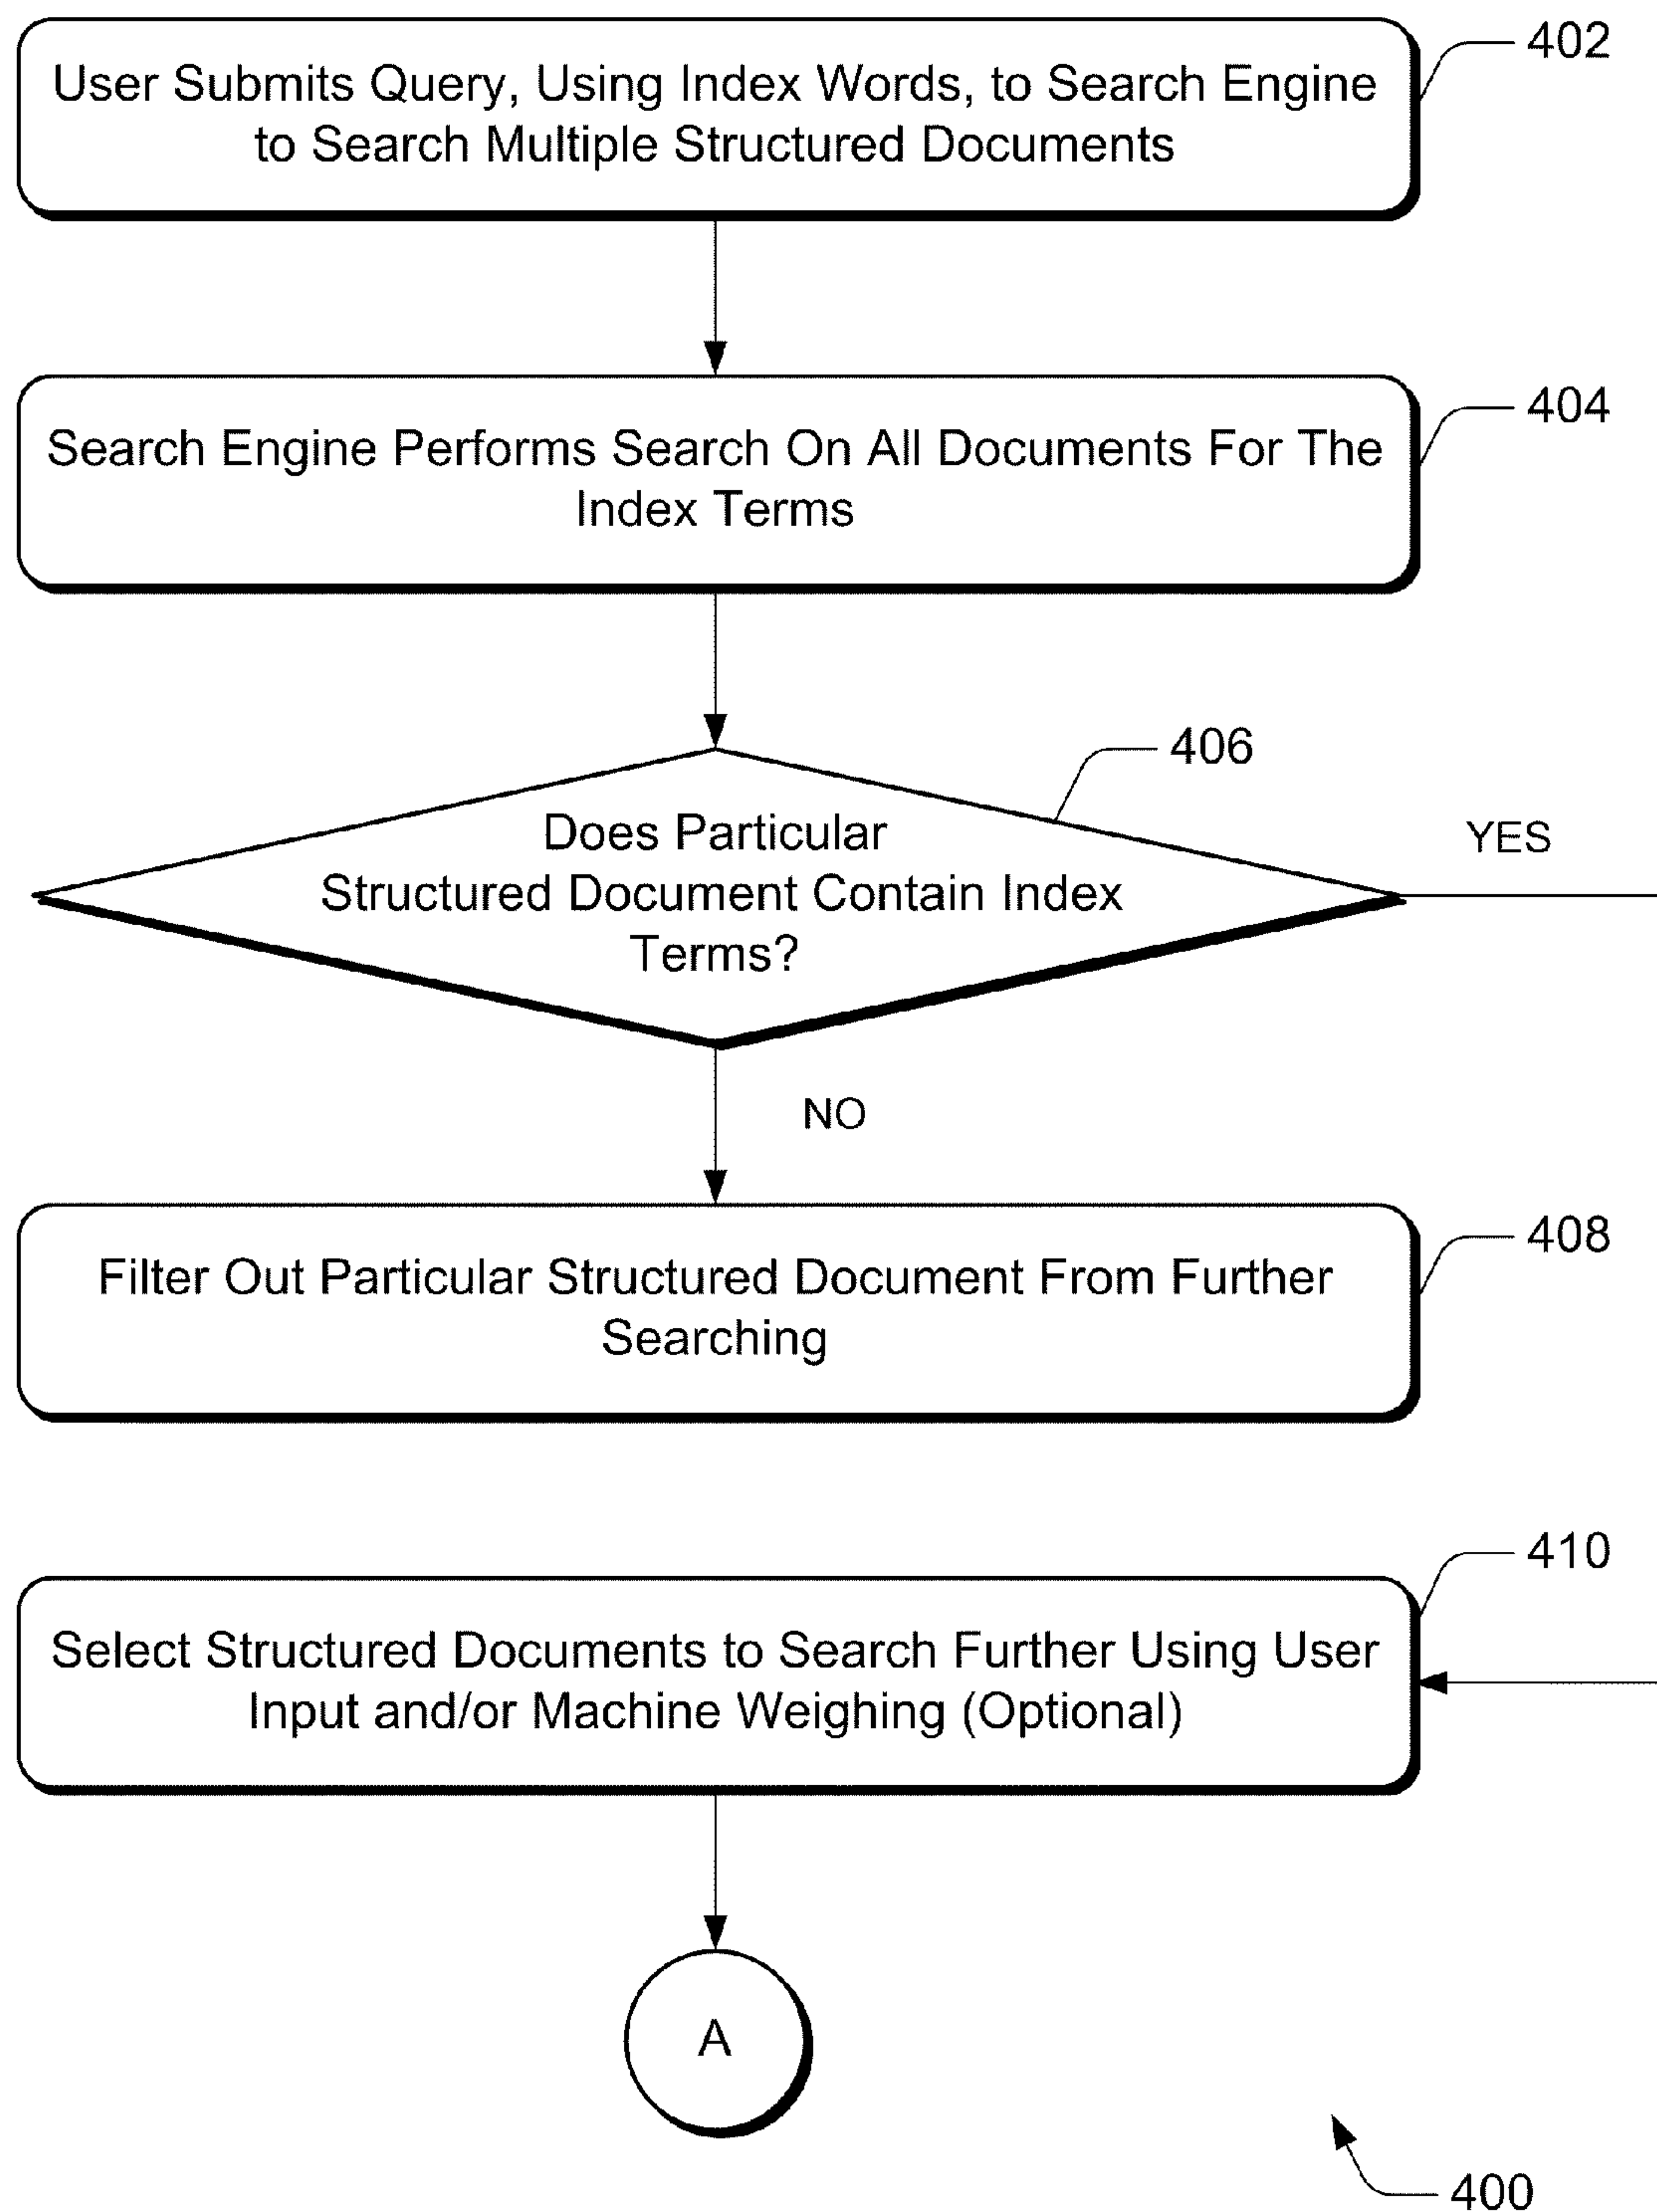 402
User Submits Query, Using Index Words, to Search Engine
to Search Multiple Structured Documents
404
Search Engine Performs Search On All Documents For The
Index Terms
406
Does Particular
Structured Document Contain Index
Terms?
YES
NO
408
Filter Out Particular Structured Document From Further
Searching
410
Select Structured Documents to Search Further Using User
Input and/or Machine Weighing (Optional)
A
400